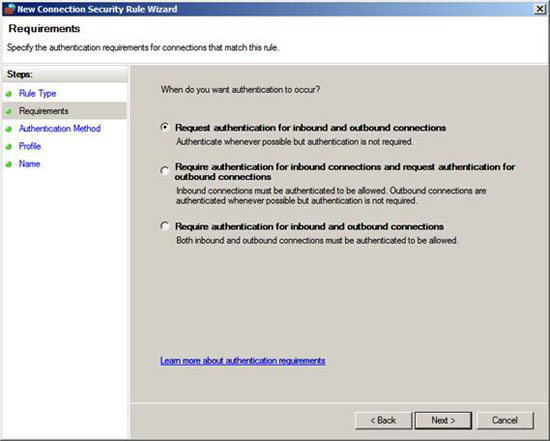 New Connection Security Rule Wizard
Requirements
Specify the authentication requirements for connections that match this rule.
Steps:
Rule Type
Requirements
Authentication Method
Profile
Name
When do you want authentication to occur?
Request authentication for inbound and outbound connections
Authenticate whenever possible but authentication is not required.
Require authentication for inbound connections and request authentication for
outbound connections
Inbound connections must be authenticated to be allowed. Outbound connections are
authenticated whenever possible but authentication is not required.
Require authentication for inbound and outbound connections
Both inbound and outbound connections must be authenticated to be allowed.
Learn more about authentication requirements
< Back
Next >
Cancel